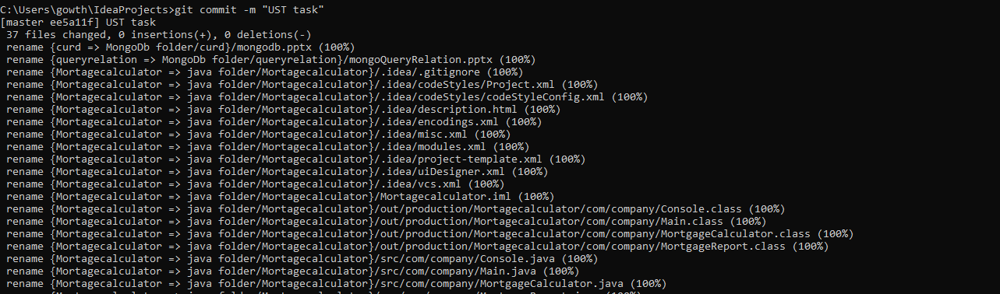 C:\Users\gowth\IdeaProjects>git commit -m "UST task"
[master ee5a11f] UST task
 37 files changed, 0 insertions(+), 0 deletions(-)
 rename {curd => MongoDb folder/curd}/mongodb.pptx (100%)
 rename {queryrelation => MongoDb folder/queryrelation}/mongoQueryRelation.pptx (100%)
 rename {Mortagecalculator => java folder/Mortagecalculator}/.idea/.gitignore (100%)
 rename {Mortagecalculator => java folder/Mortagecalculator}/.idea/codeStyles/Project.xml (100%)
 rename {Mortagecalculator => java folder/Mortagecalculator}/.idea/codeStyles/codeStyleConfig.xml (100%)
 rename {Mortagecalculator => java folder/Mortagecalculator}/.idea/description.html (100%)
 rename {Mortagecalculator => java folder/Mortagecalculator}/.idea/encodings.xml (100%)
 rename {Mortagecalculator => java folder/Mortagecalculator}/.idea/misc.xml (100%)
 rename {Mortagecalculator => java folder/Mortagecalculator}/.idea/modules.xml (100%)
 rename {Mortagecalculator => java folder/Mortagecalculator}/.idea/project-template.xml (100%)
 rename {Mortagecalculator => java folder/Mortagecalculator}/.idea/uiDesigner.xml (100%)
 rename {Mortagecalculator => java folder/Mortagecalculator}/.idea/vcs.xml (100%)
 rename {Mortagecalculator => java folder/Mortagecalculator}/Mortagecalculator.iml (100%)
 rename {Mortagecalculator => java folder/Mortagecalculator}/out/production/Mortagecalculator/com/company/Console.class (100%)
 rename {Mortagecalculator => java folder/Mortagecalculator}/out/production/Mortagecalculator/com/company/Main.class (100%)
 rename {Mortagecalculator => java folder/Mortagecalculator}/out/production/Mortagecalculator/com/company/MortgageCalculator.class (100%)
 rename {Mortagecalculator => java folder/Mortagecalculator}/out/production/Mortagecalculator/com/company/MortgageReport.class (100%)
 rename {Mortagecalculator => java folder/Mortagecalculator}/src/com/company/Console.java (100%)
 rename {Mortagecalculator => java folder/Mortagecalculator}/src/com/company/Main.java (100%)
 rename {Mortagecalculator => java folder/Mortagecalculator}/src/com/company/MortgageCalculator.java (100%)